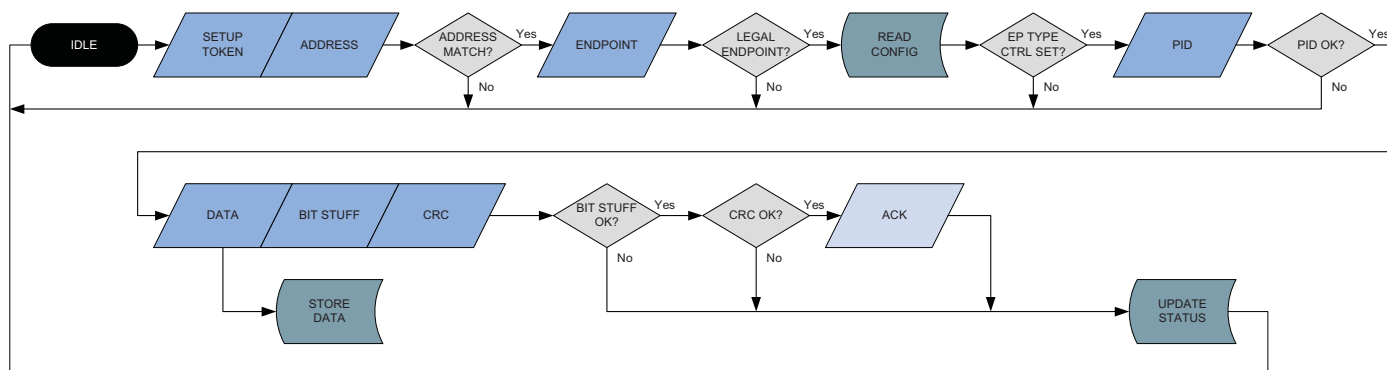 IDLE
SETUP
TOKEN
ADDRESS
ADDRESS
MATCH?
Yes
No
ENDPOINT
LEGAL
ENDPOINT?
Yes
No
READ
CONFIG
EP TYPE
CTRL SET?
Yes
No
PID
PID OK?
Yes
No
DATA
BIT STUFF
CRC
BIT STUFF
OK?
Yes
No
CRC OK?
Yes
No
ACK
STORE
DATA
UPDATE
STATUS